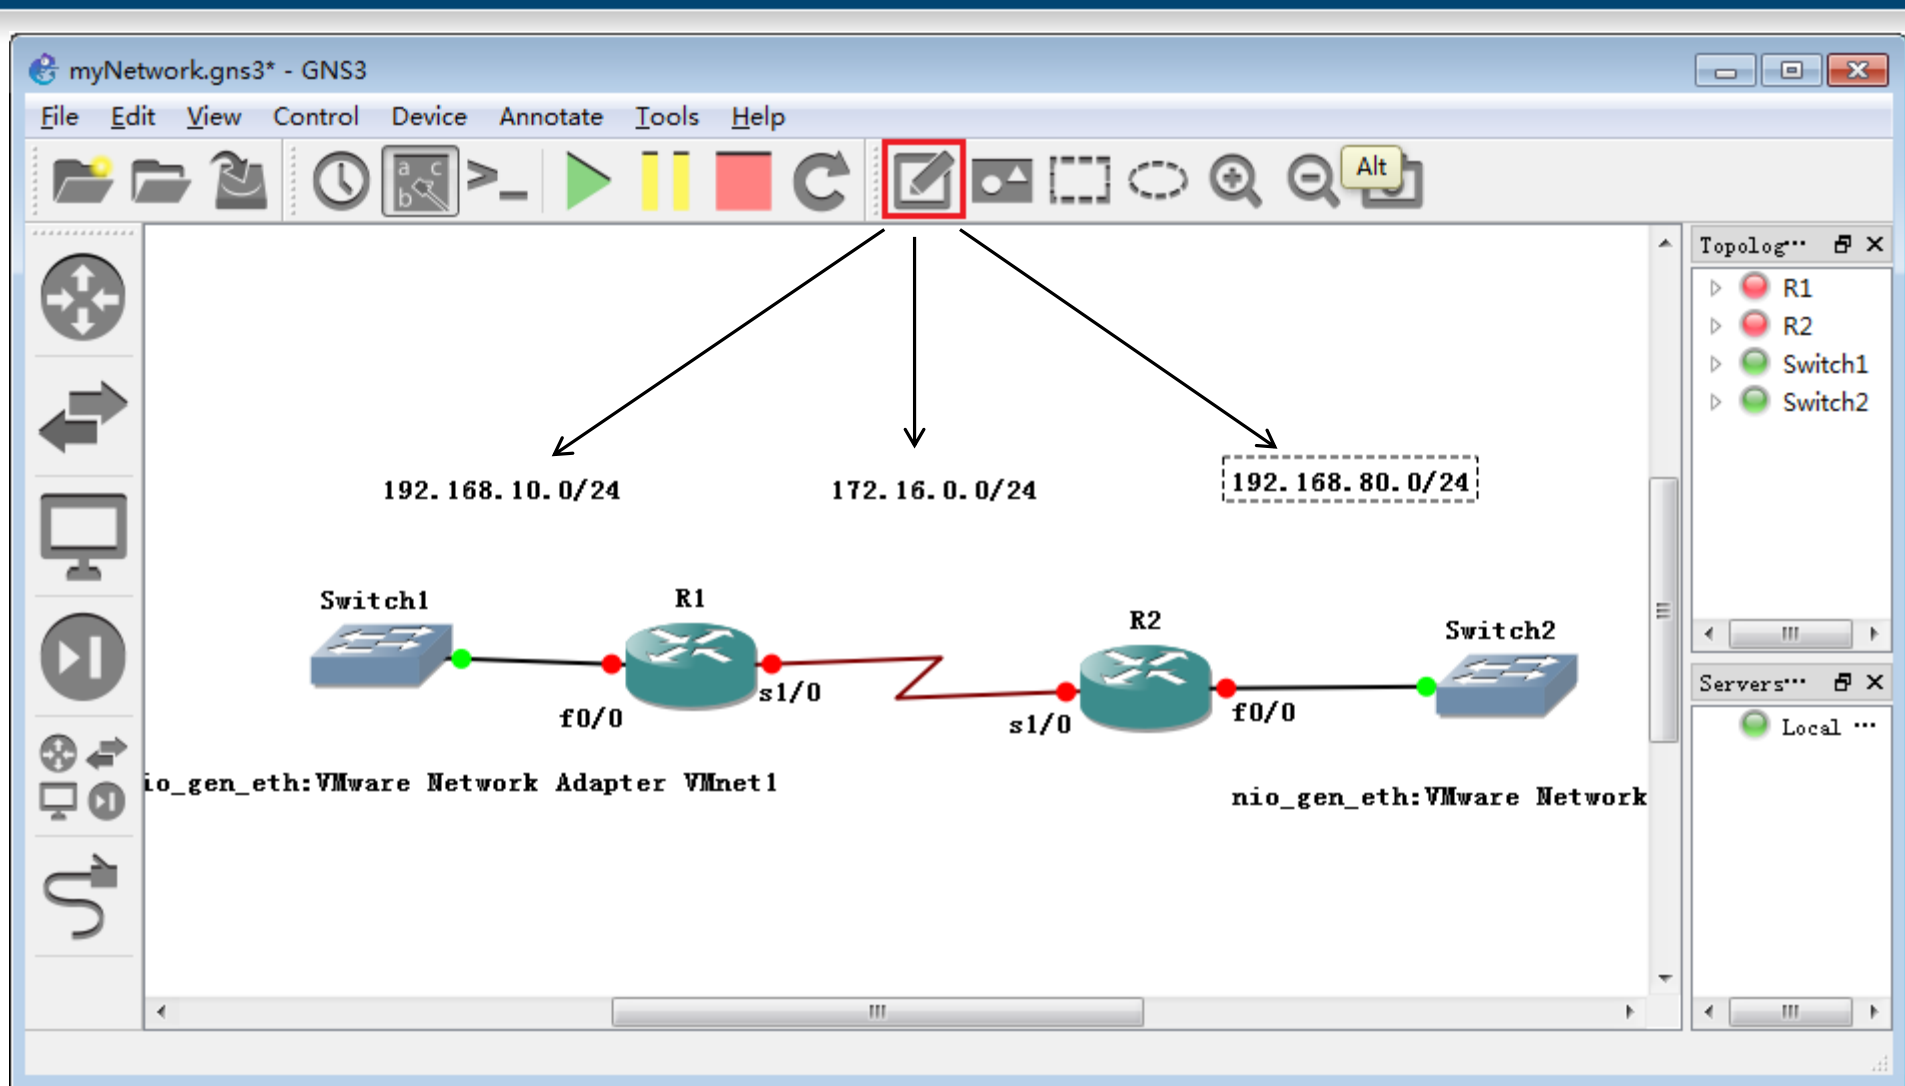 myNetwork.gns3* - GNS3
File Edit View Control Device Annotate Tools Help
a c
b
Alt
Topolog...
R1
R2
Switch1
Switch2
192.168.10.0/24
172.16.0.0/24
192.168.80.0/24
Switch1
R1
R2
Switch2
s1/0
f0/0
s1/0
f0/0
io_gen_eth:VMware Network Adapter VMnet1
nio_gen_eth:VMware Network
Servers...
Local ...